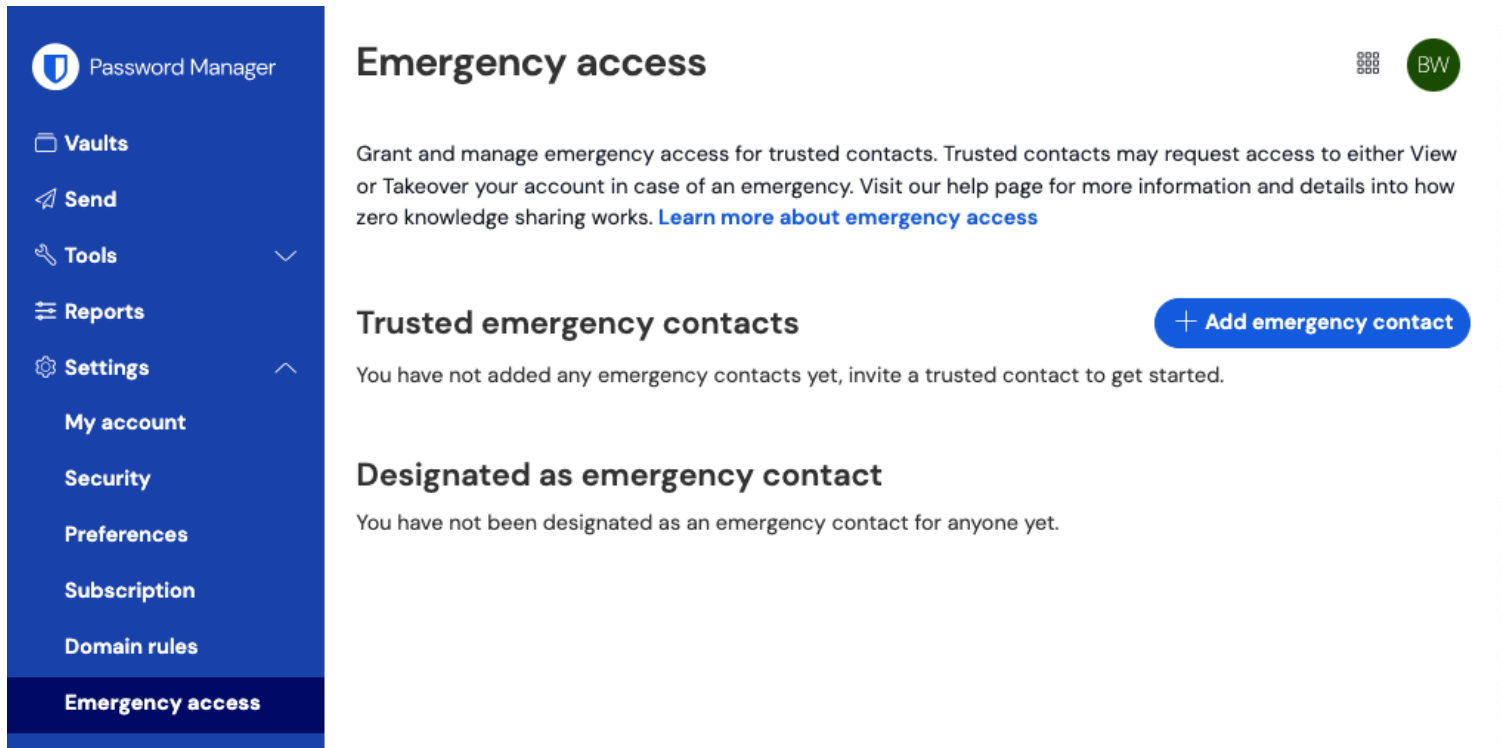 Password Manager
Vaults
Send
Tools
Reports
Settings
My account
Security
Preferences
Subscription
Domain rules
Emergency access
Emergency access
BW
Grant and manage emergency access for trusted contacts. Trusted contacts may request access to either View
or Takeover your account in case of an emergency. Visit our help page for more information and details into how
zero knowledge sharing works. Learn more about emergency access
Trusted emergency contacts
+ Add emergency contact
You have not added any emergency contacts yet, invite a trusted contact to get started.
Designated as emergency contact
You have not been designated as an emergency contact for anyone yet.